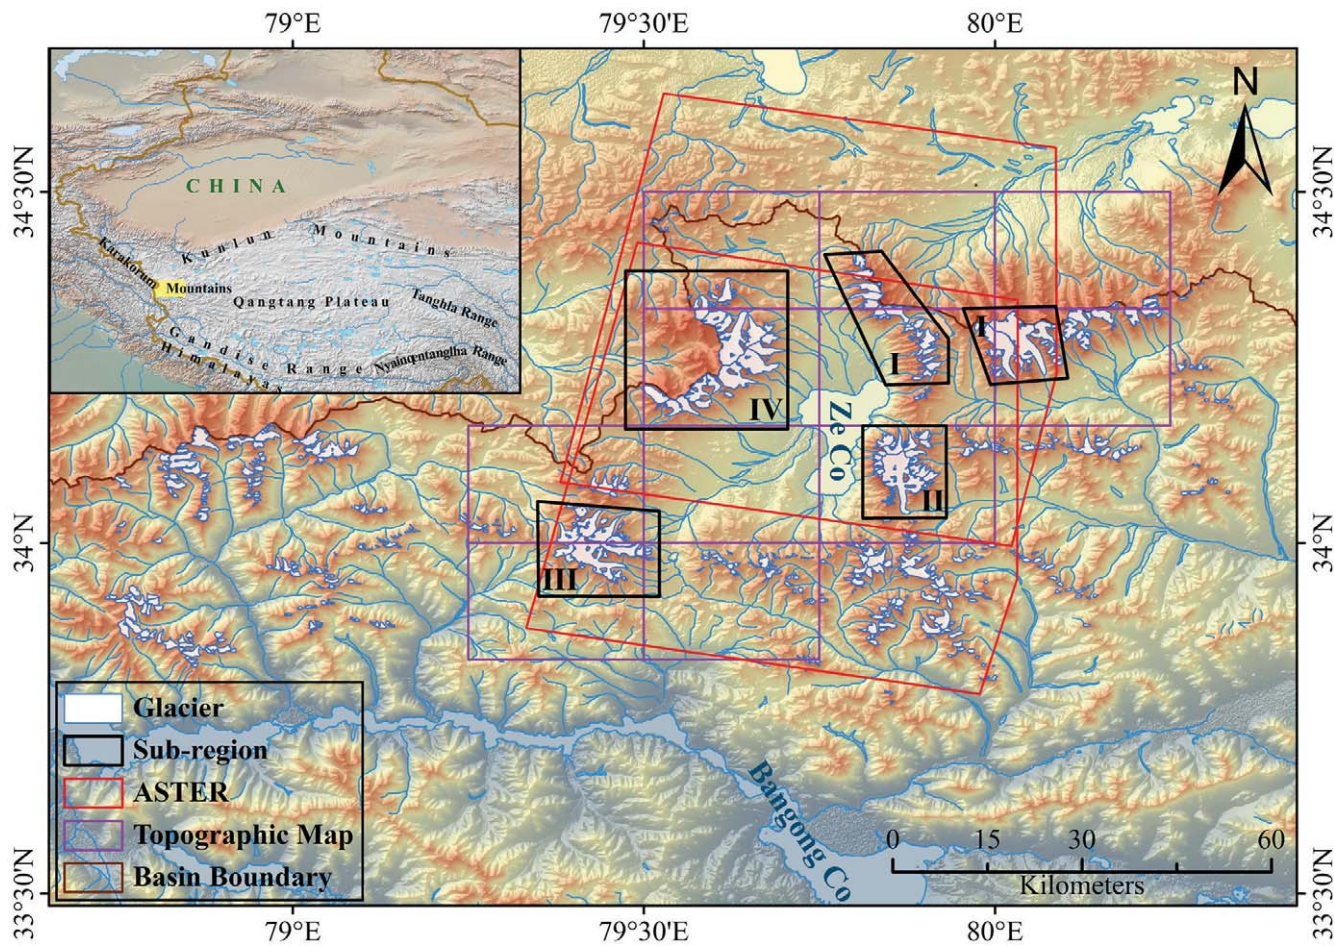 79°E
79°30'E
80°E
N
34°30'N
34°30'N
CHINA
Kunlun Mountains
Karakorum
Mountains
Qangtang Plateau
Tanghla Range
Gandise Range
Nyainqentanglha Range
Himalayas
I
I
IV
Ze Co
II
III
34°N
34°N
Glacier
Sub-region
ASTER
Topographic Map
Basin Boundary
Bangong Co
0 15 30 60
Kilometers
33°30'N
33°30'N
79°E
79°30'E
80°E